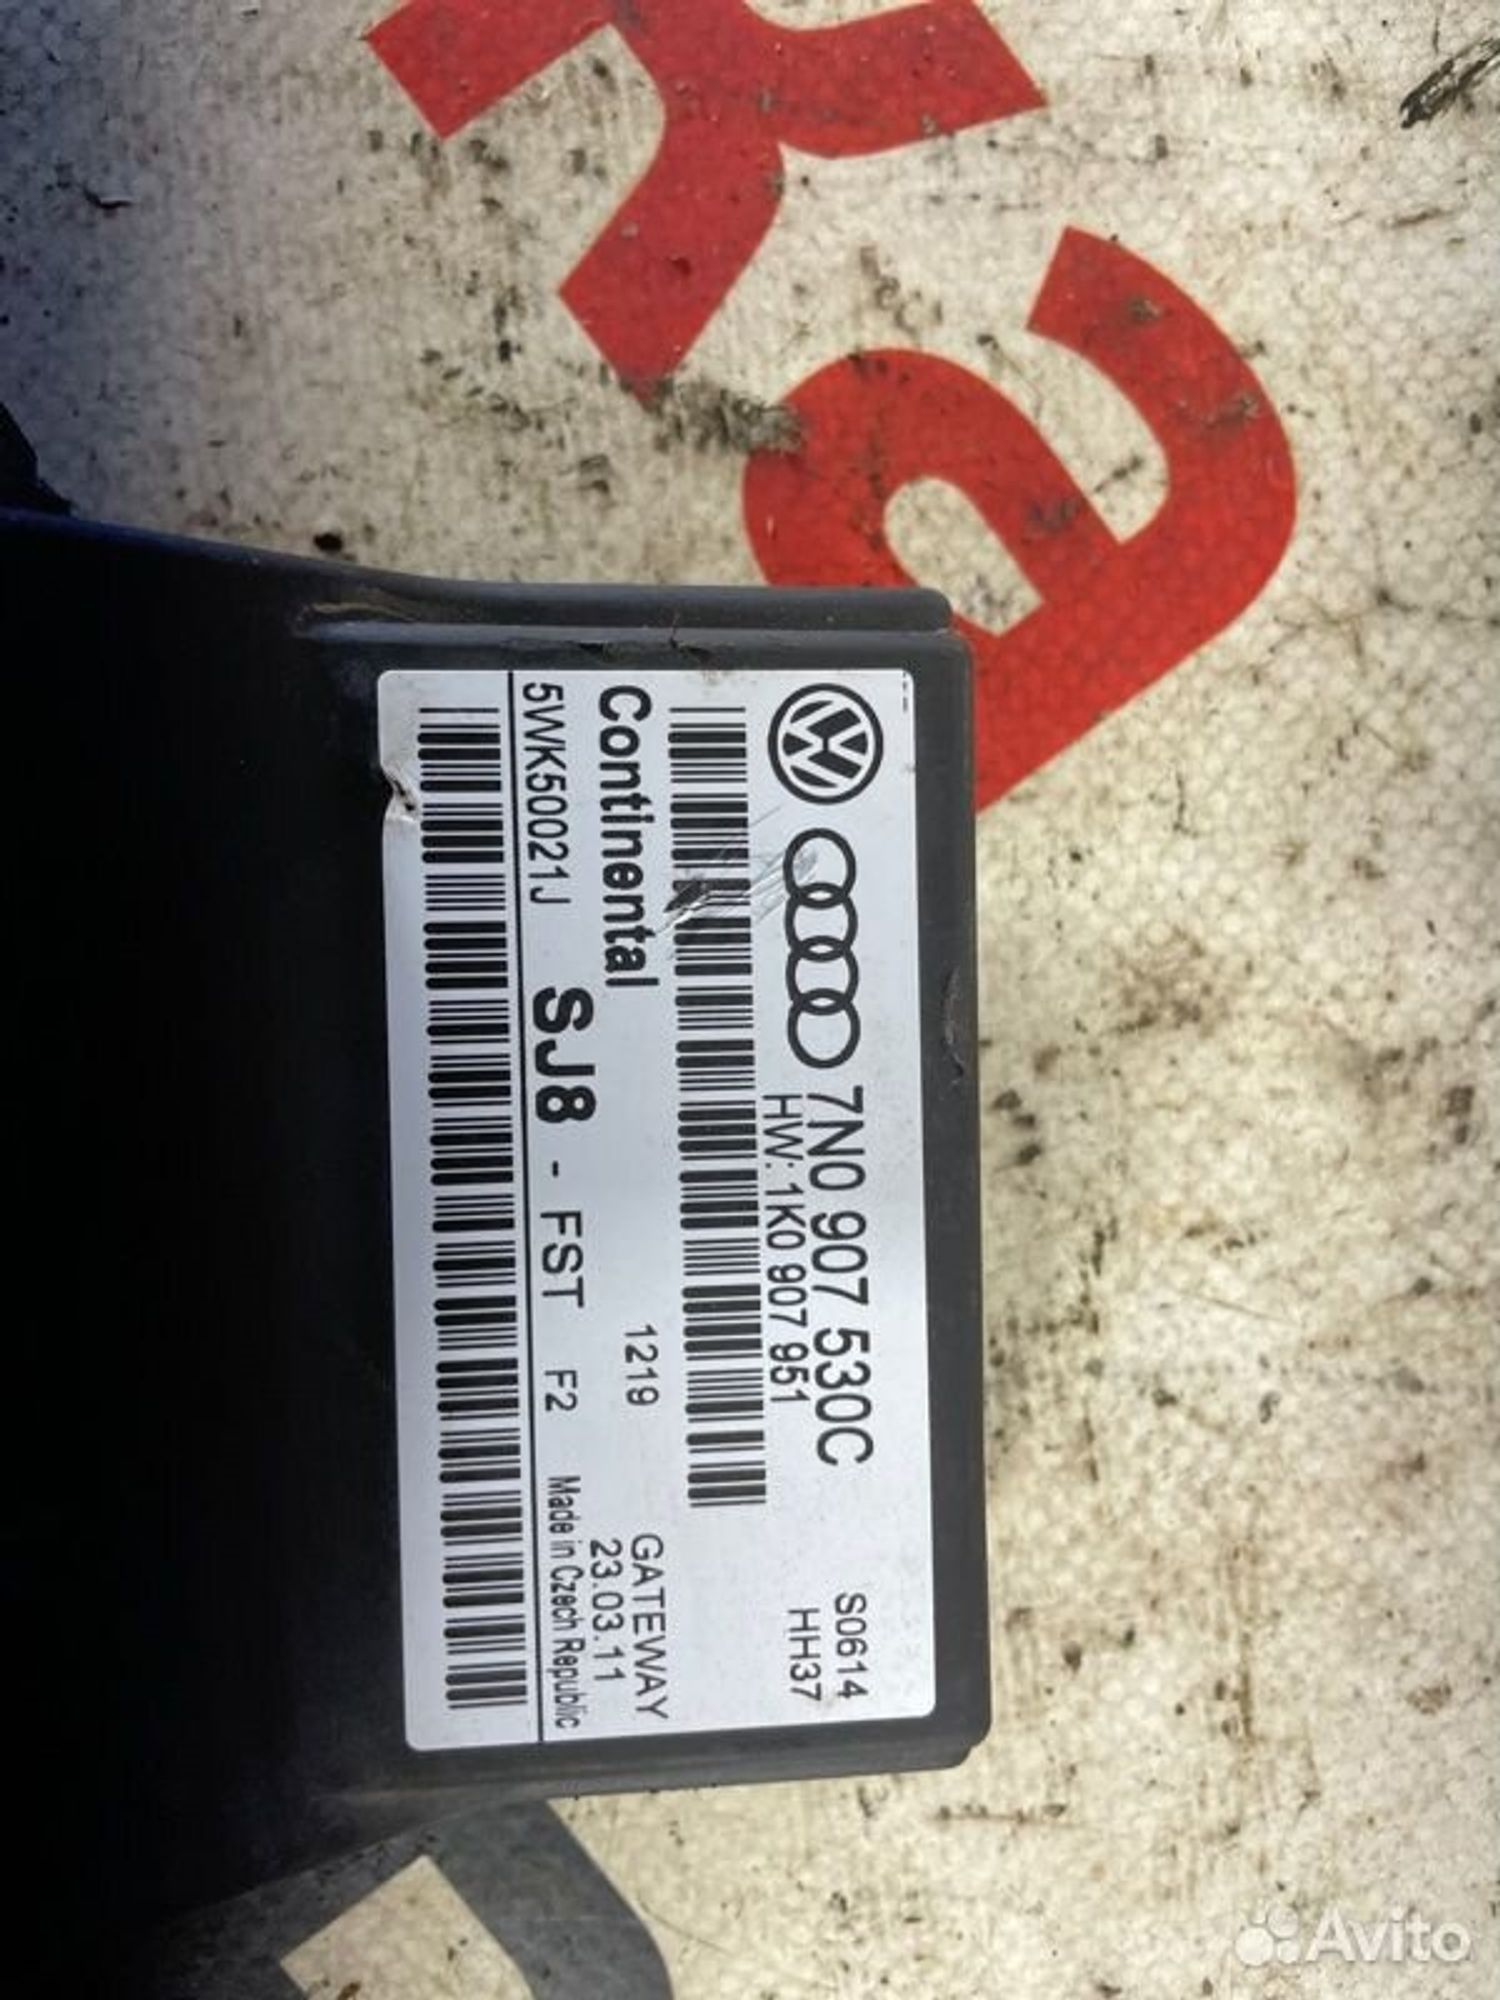 7N0 907 530C
S0614
HW: 1K0 907 951
HH37
Continental
1219
GATEWAY
23.03.11
5WK50021J
SJ8 - FST F2
Made in Czech Republic
Avito